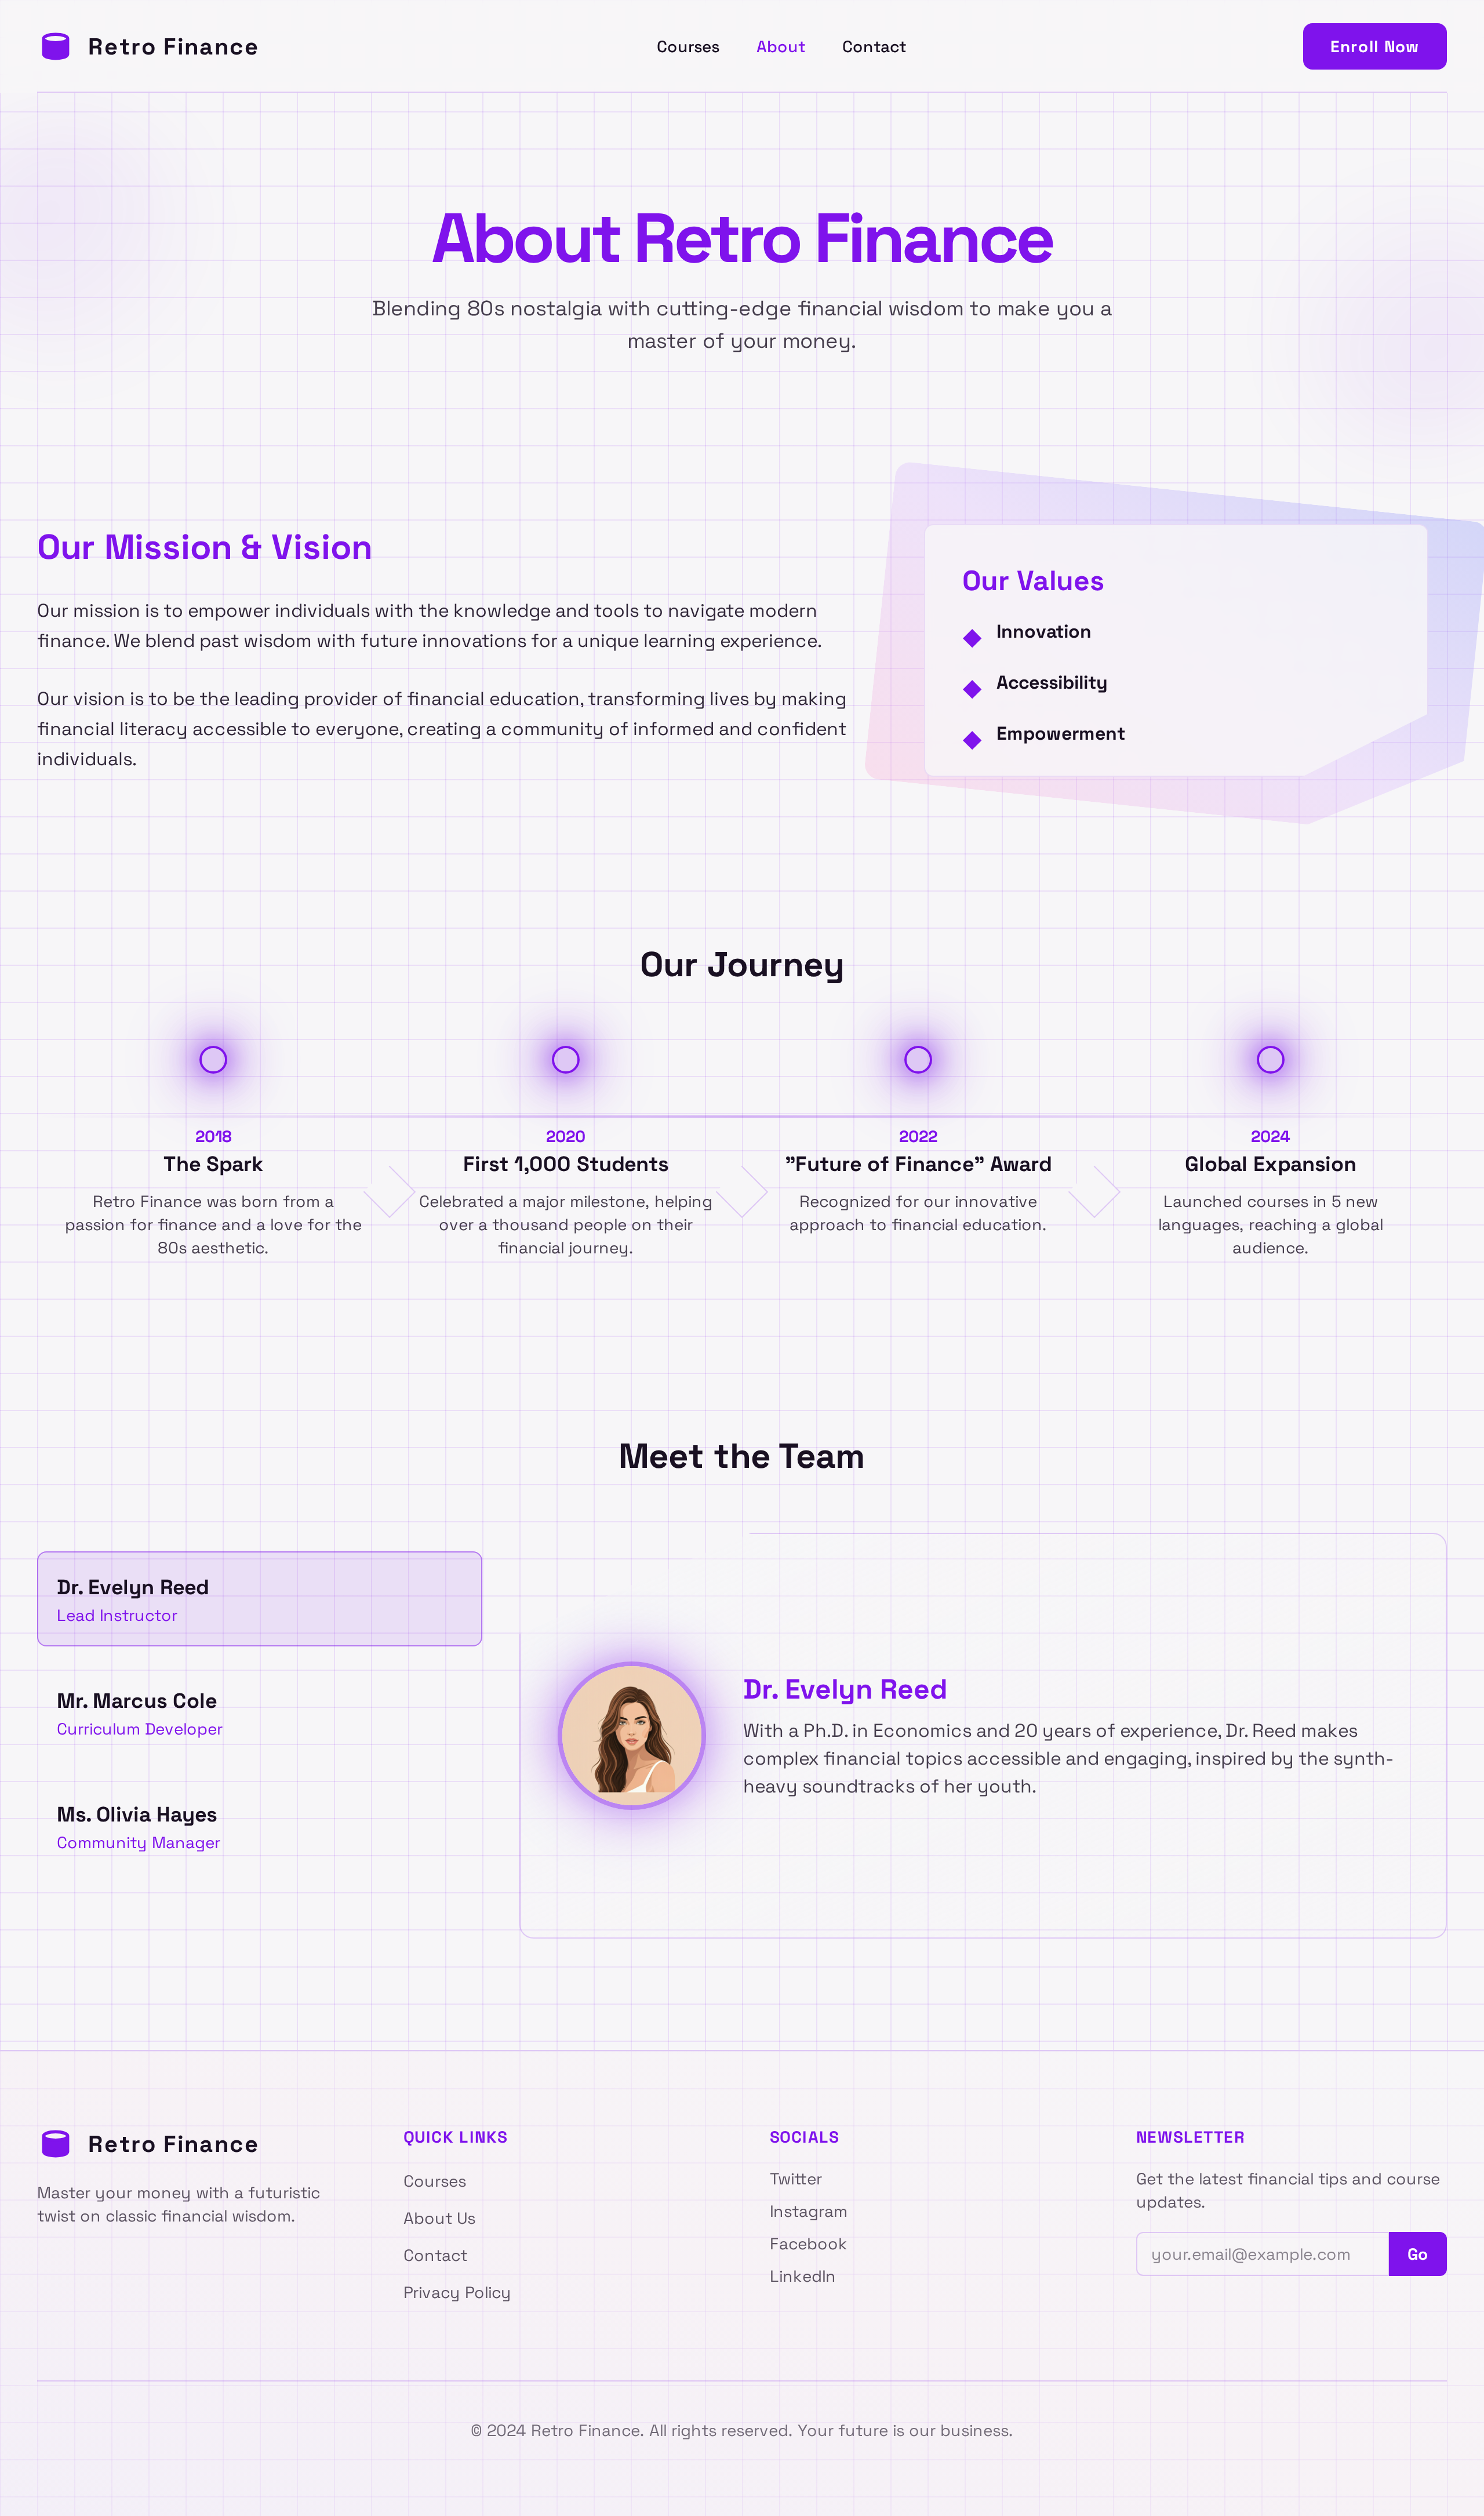 Retro Finance
Courses
About
Contact
Enroll Now
About Retro Finance
Blending 80s nostalgia with cutting-edge financial wisdom to make you a
master of your money.
Our Mission & Vision
Our mission is to empower individuals with the knowledge and tools to navigate modern
finance. We blend past wisdom with future innovations for a unique learning experience.
Our vision is to be the leading provider of financial education, transforming lives by making
financial literacy accessible to everyone, creating a community of informed and confident
individuals.
Our Values
Innovation
Accessibility
Empowerment
Our Journey
2018
The Spark
Retro Finance was born from a
passion for finance and a love for the
80s aesthetic.
2020
First 1,000 Students
Celebrated a major milestone, helping
over a thousand people on their
financial journey.
2022
"Future of Finance" Award
Recognized for our innovative
approach to financial education.
2024
Global Expansion
Launched courses in 5 new
languages, reaching a global
audience.
Meet the Team
Dr. Evelyn Reed
Lead Instructor
Mr. Marcus Cole
Curriculum Developer
Ms. Olivia Hayes
Community Manager
Dr. Evelyn Reed
With a Ph.D. in Economics and 20 years of experience, Dr. Reed makes
complex financial topics accessible and engaging, inspired by the synth-
heavy soundtracks of her youth.
Retro Finance
Master your money with a futuristic
twist on classic financial wisdom.
QUICK LINKS
Courses
About Us
Contact
Privacy Policy
SOCIALS
Twitter
Instagram
Facebook
LinkedIn
NEWSLETTER
Get the latest financial tips and course
updates.
your.email@example.com
Go
© 2024 Retro Finance. All rights reserved. Your future is our business.